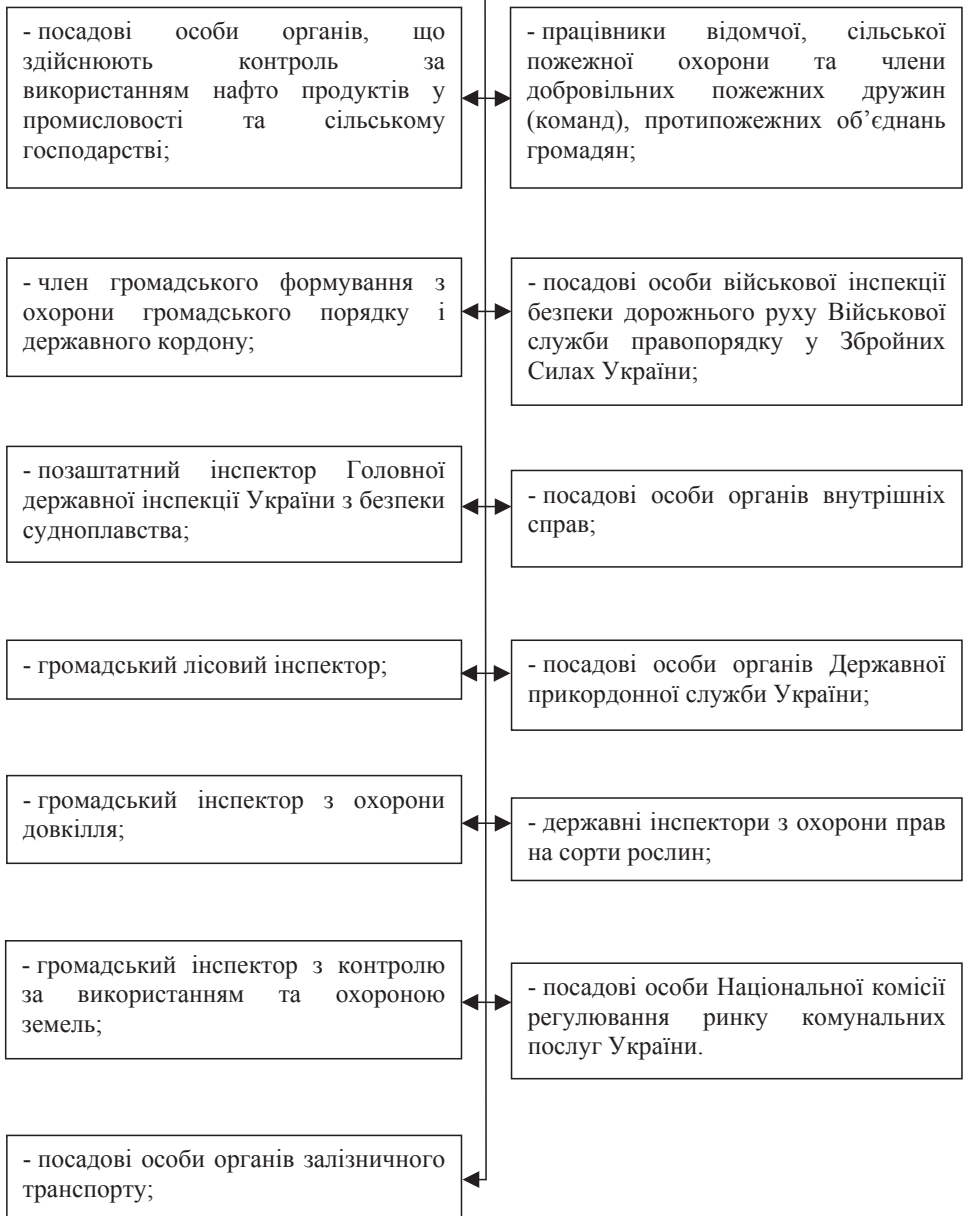 - посадові особи органів, що
здійснюють контроль за
використанням нафто продуктів у
промисловості та сільському
господарстві;
- працівники відомчої, сільської
пожежної охорони та члени
добровільних пожежних дружин
(команд), протипожежних об’єднань
громадян;
- член громадського формування з
охорони громадського порядку і
державного кордону;
- посадові особи військової інспекції
безпеки дорожнього руху Військової
служби правопорядку у Збройних
Силах України;
- позаштатний інспектор Головної
державної інспекції України з безпеки
судноплавства;
- посадові особи органів внутрішніх
справ;
- громадський лісовий інспектор;
- посадові особи органів Державної
прикордонної служби України;
- громадський інспектор з охорони
довкілля;
- державні інспектори з охорони прав
на сорти рослин;
- громадський інспектор з контролю
за використанням та охороною
земель;
- посадові особи Національної комісії
регулювання ринку комунальних
послуг України.
- посадові особи органів залізничного
транспорту;